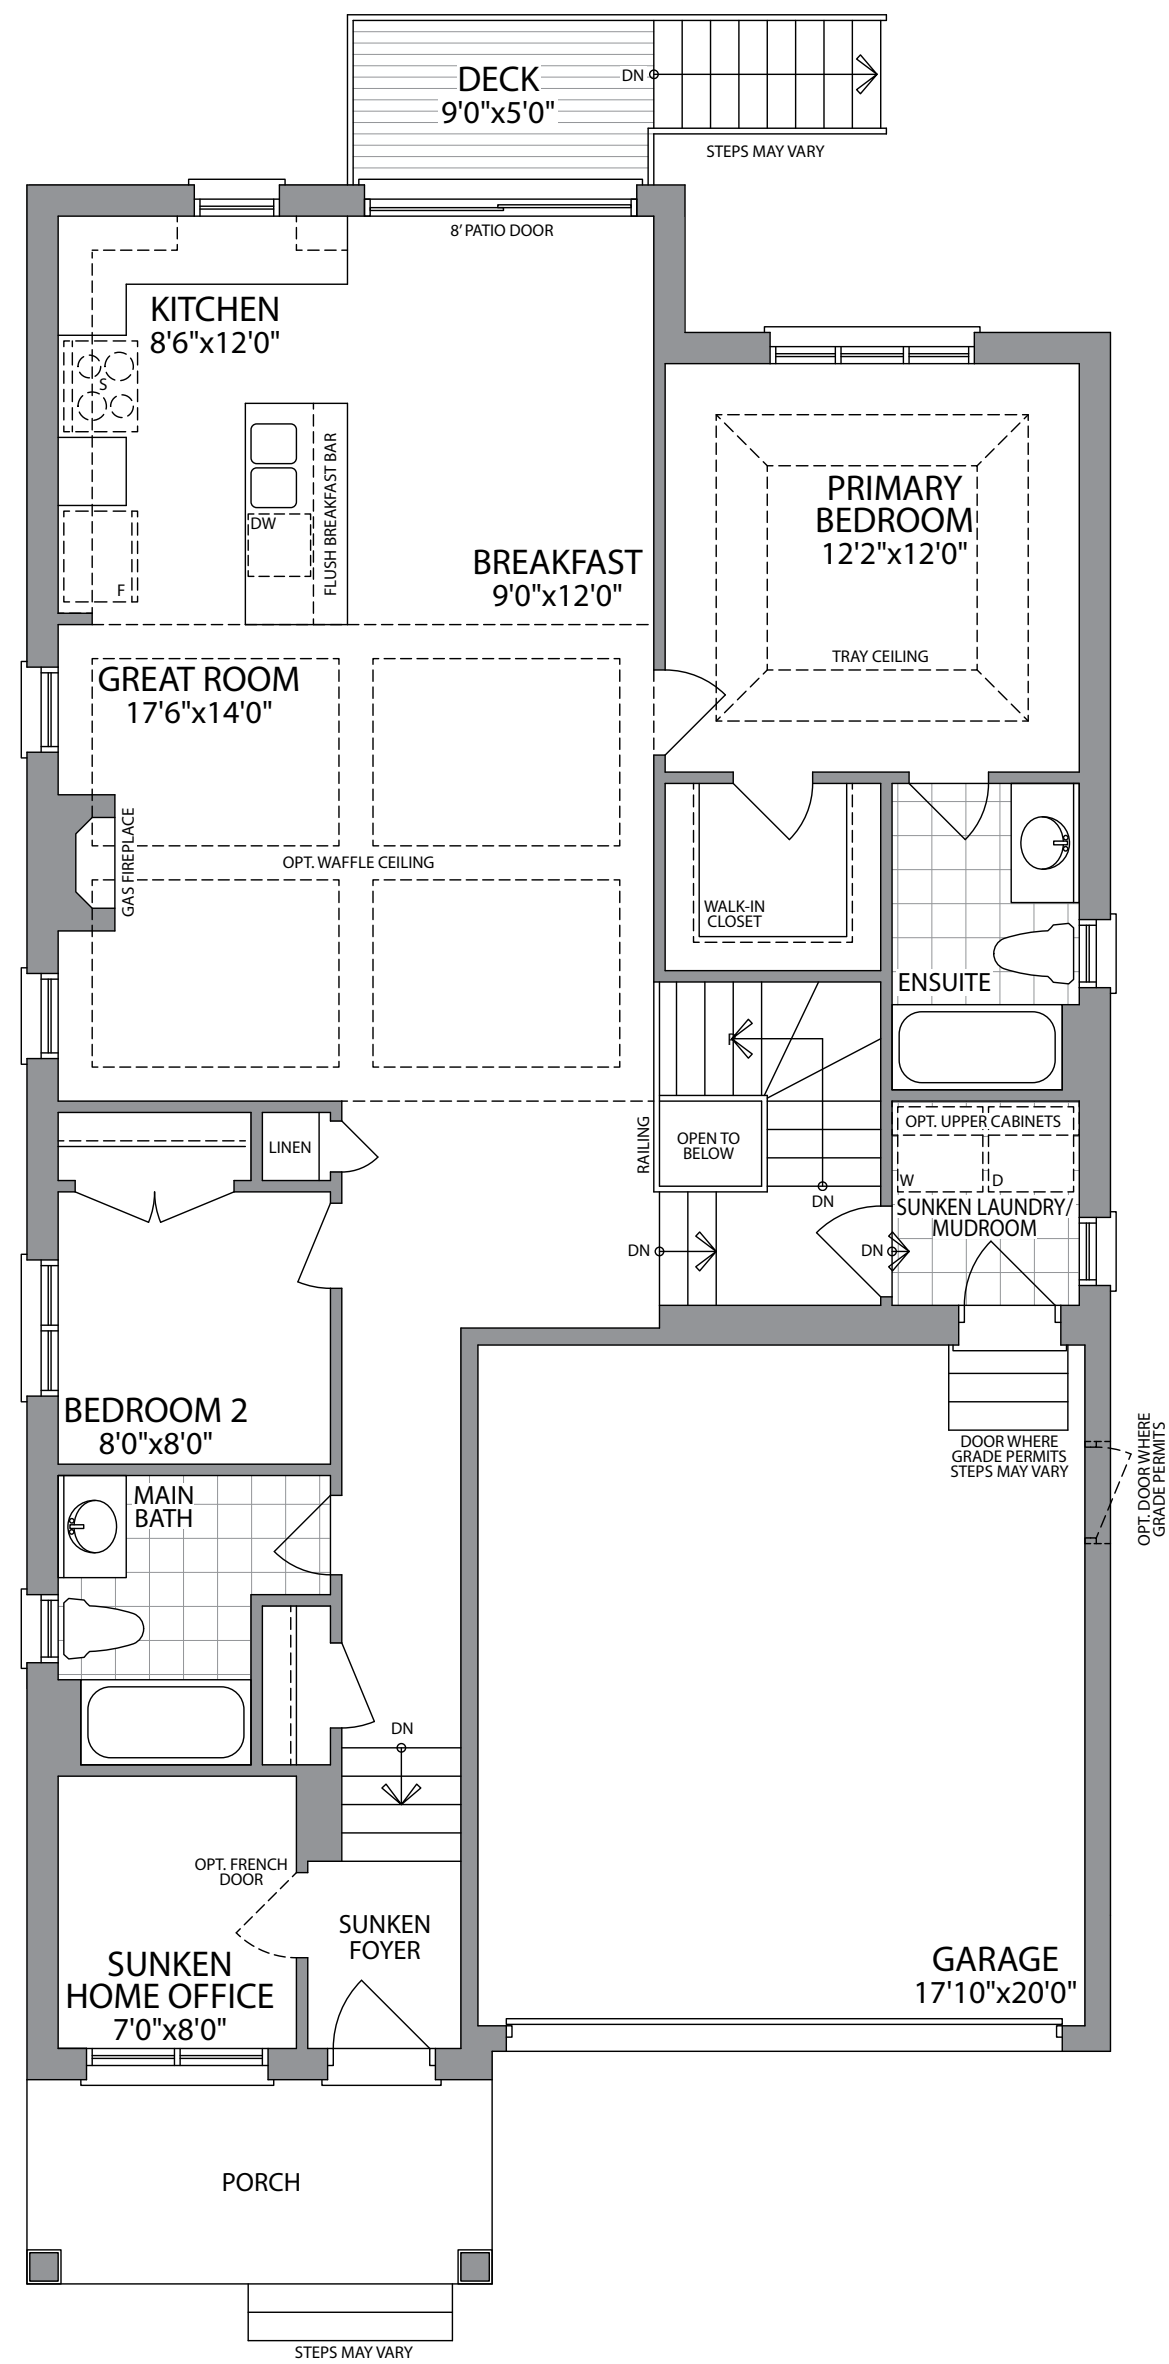 DECK
9'0"x5'0"
DN
STEPS MAY VARY
8' PATIO DOOR
KITCHEN
8'6"x12'0"
S
F
DW
FLUSH BREAKFAST BAR
BREAKFAST
9'0"x12'0"
PRIMARY
BEDROOM
12'2"x12'0"
TRAY CEILING
GREAT ROOM
17'6"x14'0"
GAS FIREPLACE
OPT. WAFFLE CEILING
WALK-IN
CLOSET
ENSUITE
LINEN
RAILING
OPEN TO
BELOW
DN
OPT. UPPER CABINETS
W
D
SUNKEN LAUNDRY/
MUDROOM
DN
DN
BEDROOM 2
8'0"x8'0"
DOOR WHERE
GRADE PERMITS
STEPS MAY VARY
OPT. DOOR WHERE
GRADE PERMITS
MAIN
BATH
DN
OPT. FRENCH
DOOR
SUNKEN
FOYER
SUNKEN
HOME OFFICE
7'0"x8'0"
GARAGE
17'10"x20'0"
PORCH
STEPS MAY VARY